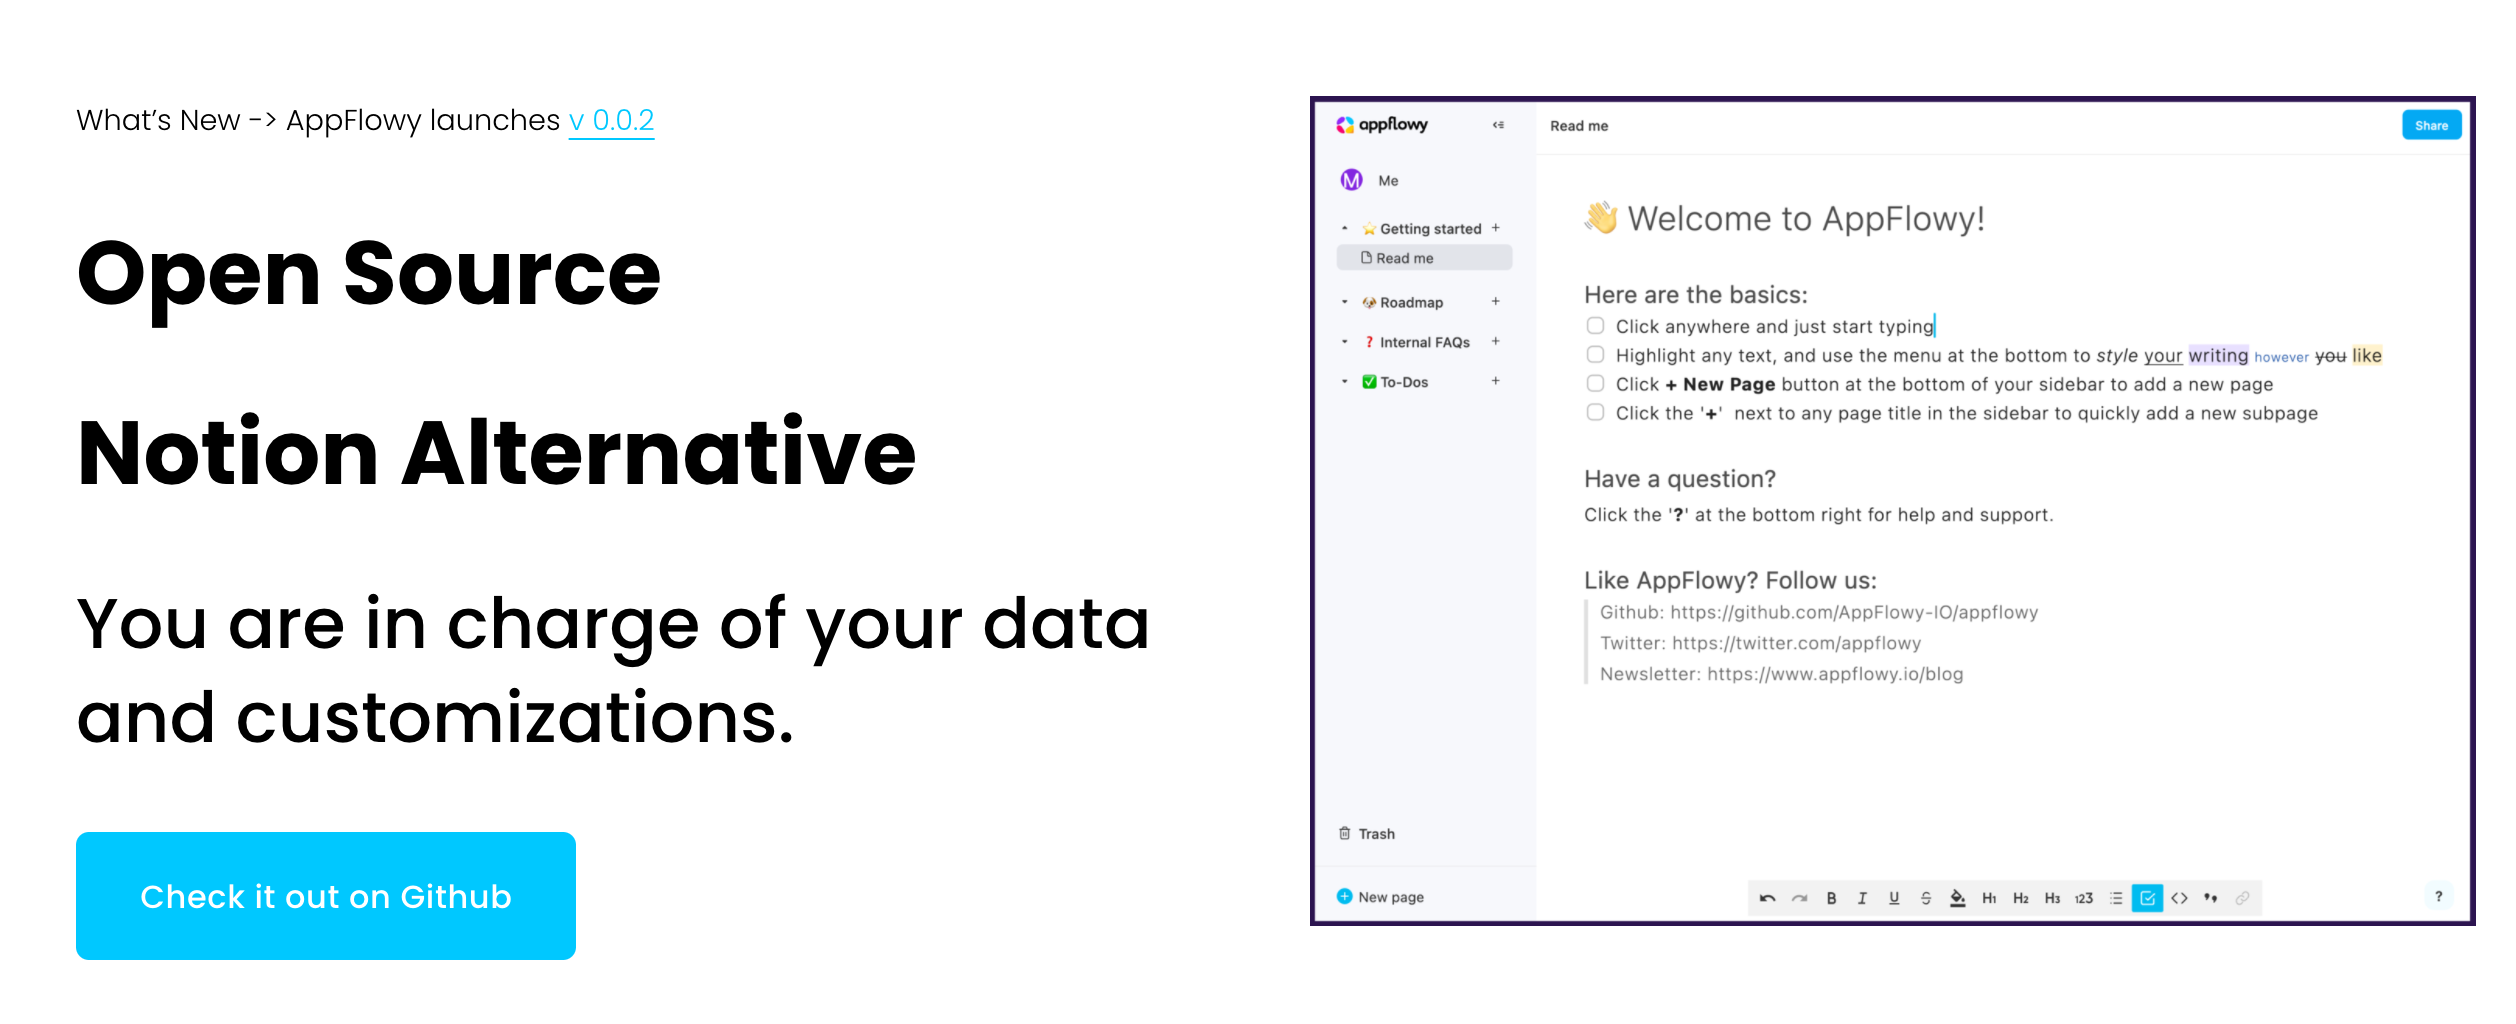 What's New -> AppFlowy launches v 0.0.2
Open Source
Notion Alternative
You are in charge of your data
and customizations.
Check it out on Github
appflowy
M Me
Getting started +
Read me
Roadmap +
Internal FAQs +
To-Dos +
Trash
New page
Read me
Share
👋 Welcome to AppFlowy!
Here are the basics:
Click anywhere and just start typing
Highlight any text, and use the menu at the bottom to style your writing however you like
Click + New Page button at the bottom of your sidebar to add a new page
Click the '+' next to any page title in the sidebar to quickly add a new subpage
Have a question?
Click the '?' at the bottom right for help and support.
Like AppFlowy? Follow us:
Github: https://github.com/AppFlowy-IO/appflowy
Twitter: https://twitter.com/appflowy
Newsletter: https://www.appflowy.io/blog
B I U S H1 H2 H3 123 <> ?